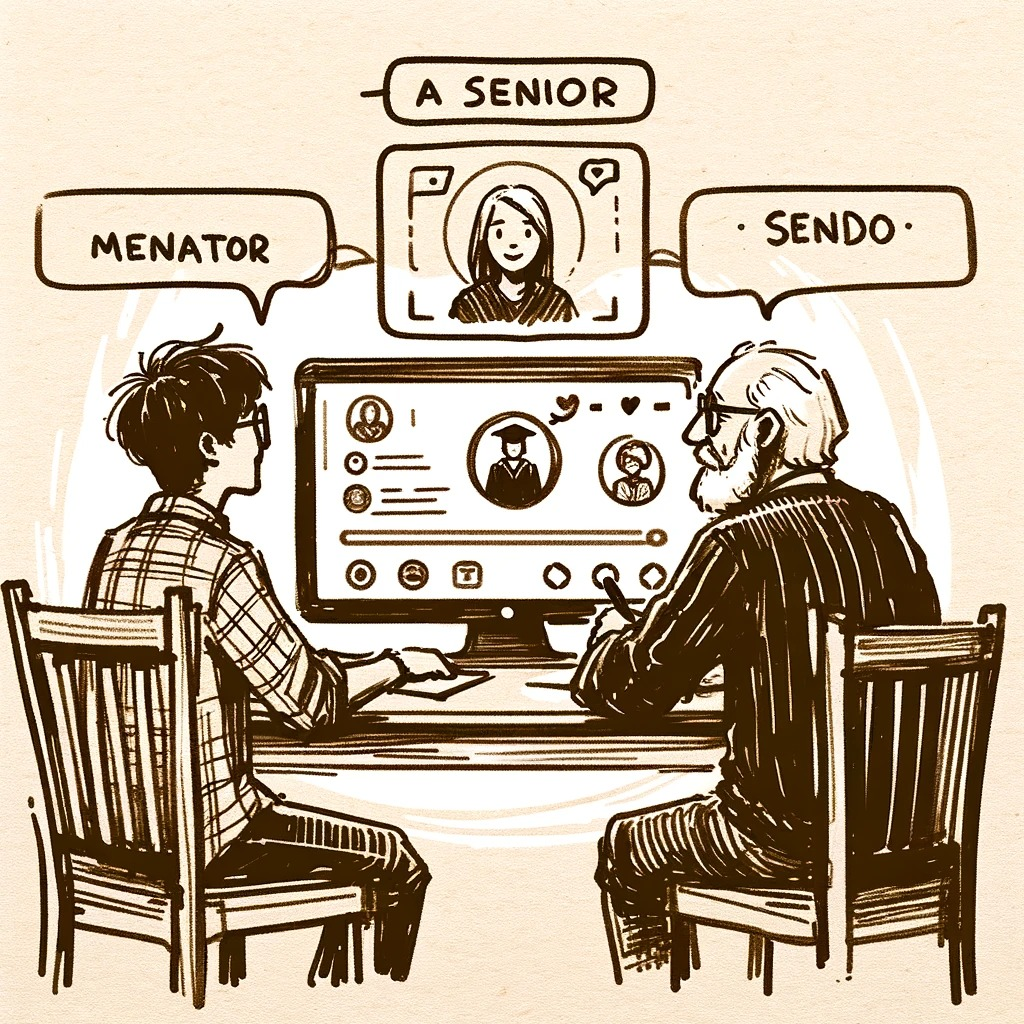 A SENIOR
MENATOR
· SENDO ·
T